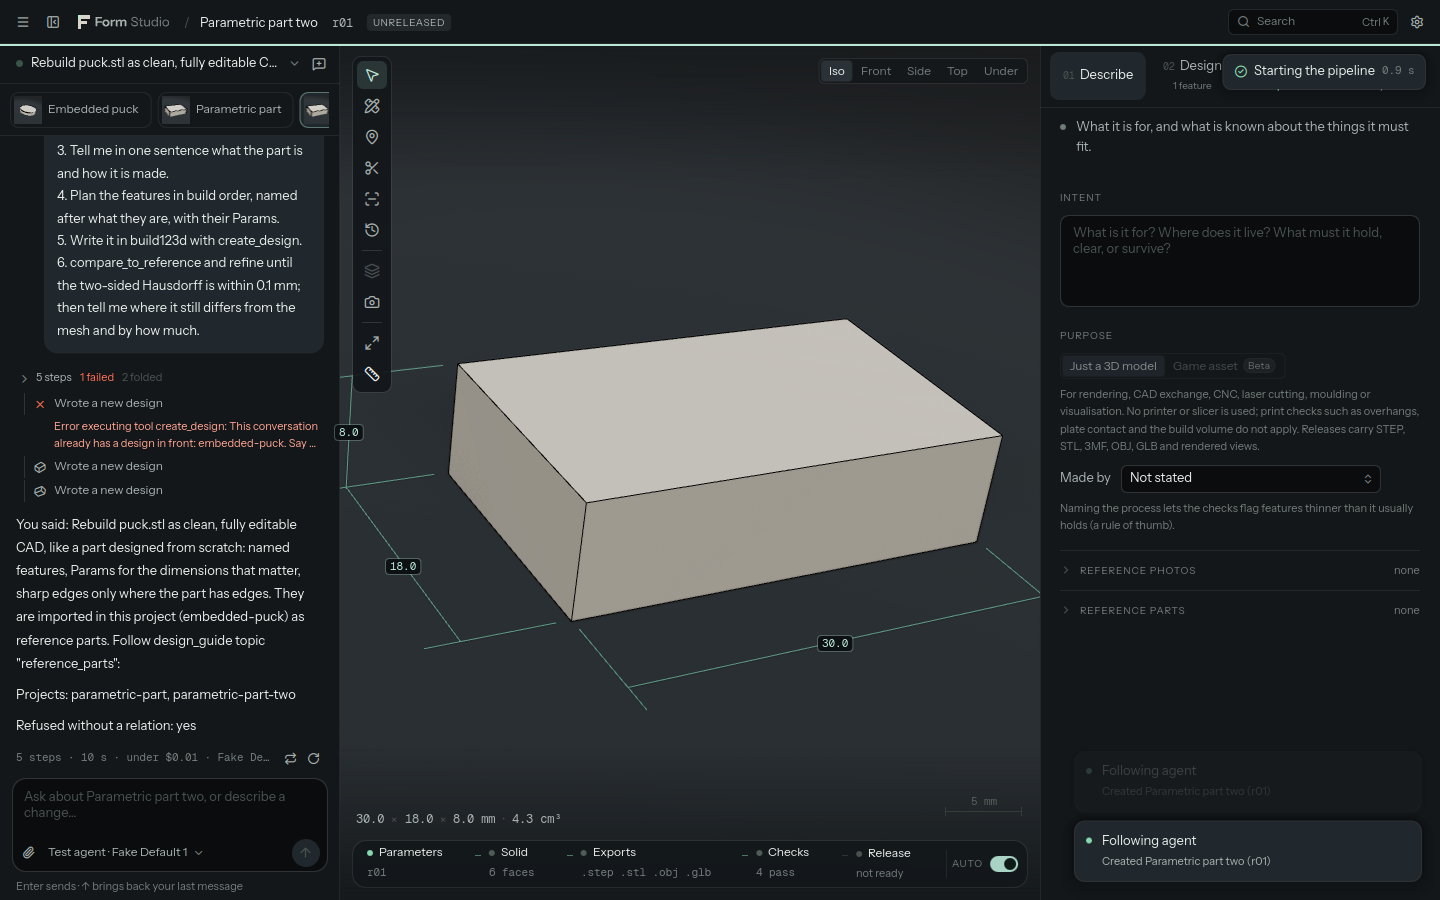 Form Studio / Parametric part two r01 UNRELEASED
Search Ctrl K
Rebuild puck.stl as clean, fully editable C...
Embedded puck
Parametric part
3. Tell me in one sentence what the part is
and how it is made.
4. Plan the features in build order, named
after what they are, with their Params.
5. Write it in build123d with create_design.
6. compare_to_reference and refine until
the two-sided Hausdorff is within 0.1 mm;
then tell me where it still differs from the
mesh and by how much.
5 steps 1 failed 2 folded
Wrote a new design
Error executing tool create_design: This conversation
already has a design in front: embedded-puck. Say ...
Wrote a new design
Wrote a new design
You said: Rebuild puck.stl as clean, fully editable
CAD, like a part designed from scratch: named
features, Params for the dimensions that matter,
sharp edges only where the part has edges. They
are imported in this project (embedded-puck) as
reference parts. Follow design_guide topic
"reference_parts":
Projects: parametric-part, parametric-part-two
Refused without a relation: yes
5 steps · 10 s · under $0.01 · Fake De...
Ask about Parametric part two, or describe a
change...
Test agent · Fake Default 1
Enter sends · ↑ brings back your last message
Iso Front Side Top Under
8.0
18.0
30.0
5 mm
30.0 × 18.0 × 8.0 mm · 4.3 cm³
Parameters
r01
Solid
6 faces
Exports
.step .stl .obj .glb
Checks
4 pass
Release
not ready
AUTO
01 Describe
02 Design
1 feature
Starting the pipeline 0.9 s
What it is for, and what is known about the things it must
fit.
INTENT
What is it for? Where does it live? What must it hold,
clear, or survive?
PURPOSE
Just a 3D model
Game asset Beta
For rendering, CAD exchange, CNC, laser cutting, moulding or
visualisation. No printer or slicer is used; print checks such as overhangs,
plate contact and the build volume do not apply. Releases carry STEP,
STL, 3MF, OBJ, GLB and rendered views.
Made by Not stated
Naming the process lets the checks flag features thinner than it usually
holds (a rule of thumb).
REFERENCE PHOTOS none
REFERENCE PARTS none
Following agent
Created Parametric part two (r01)
Following agent
Created Parametric part two (r01)